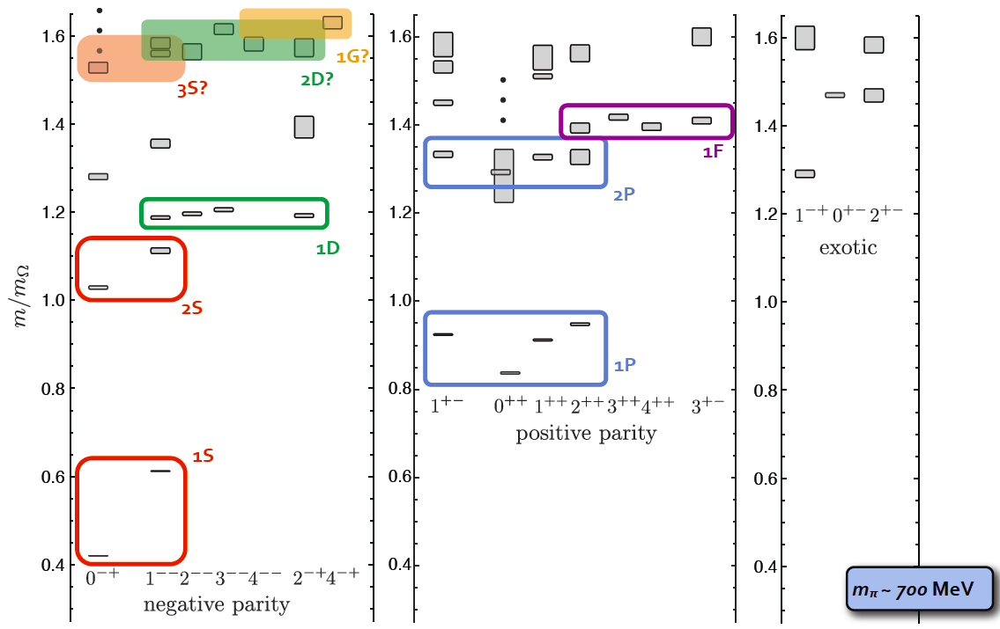 m/m_Ω
1.6
1.4
1.2
1.0
0.8
0.6
0.4
3S?
2D?
1G?
1D
2S
1S
0⁻⁺ 1⁻⁻ 2⁻⁻ 3⁻⁻ 4⁻⁻ 2⁻⁺ 4⁻⁺
negative parity
1.6
1.4
1.2
1.0
0.8
0.6
0.4
1F
2P
1P
1⁺⁻ 0⁺⁺ 1⁺⁺ 2⁺⁺ 3⁺⁺ 4⁺⁺ 3⁺⁻
positive parity
1.6
1.4
1.2
1.0
0.8
0.6
0.4
1⁻⁺ 0⁺⁻ 2⁺⁻
exotic
m_π ~ 700 MeV